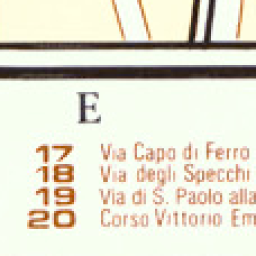 E
17 Via Capo di Ferro
18 Via degli Specchi
19 Via di S. Paolo alla
20 Corso Vittorio Em